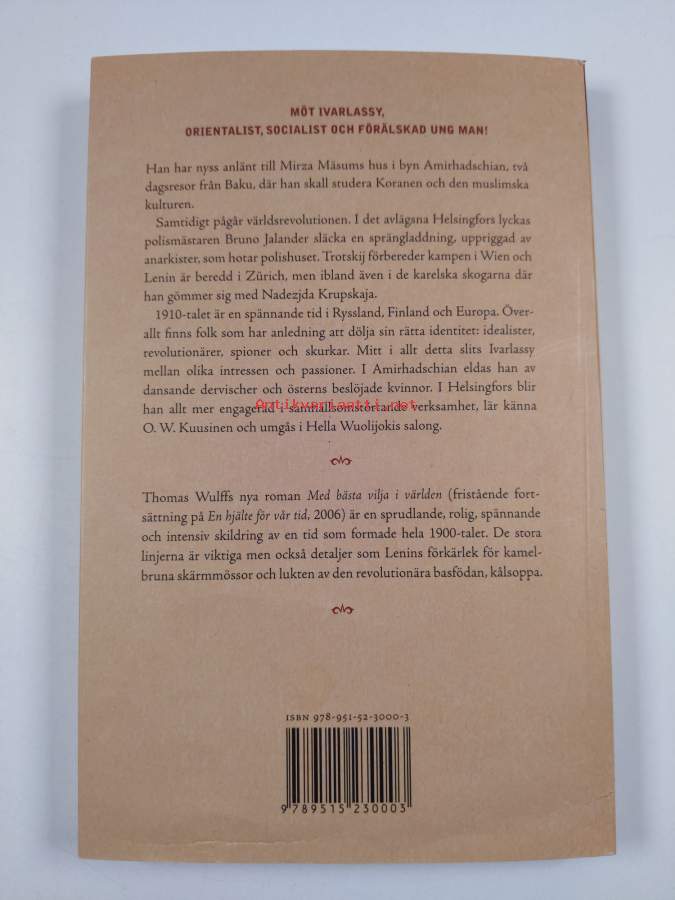 MÖT IVARLASSY,
ORIENTALIST, SOCIALIST OCH FÖRÄLSKAD UNG MAN!
Han har nyss anlänt till Mirza Mäsums hus i byn Amirhadschian, två
dagsresor från Baku, där han skall studera Koranen och den muslimska
kulturen.
Samtidigt pågår världsrevolutionen. I det avlägsna Helsingfors lyckas
polismästaren Bruno Jalander släcka en sprängladdning, uppriggad av
anarkister, som hotar polishuset. Trotskij förbereder kampen i Wien och
Lenin är beredd i Zürich, men ibland även i de karelska skogarna där
han gömmer sig med Nadezjda Krupskaja.
1910-talet är en spännande tid i Ryssland, Finland och Europa. Över-
allt finns folk som har anledning att dölja sin rätta identitet: idealister,
revolutionärer, spioner och skurkar. Mitt i allt detta slits Ivarlassy
mellan olika intressen och passioner. I Amirhadschian eldas han av
dansande dervischer och österns beslöjade kvinnor. I Helsingfors blir
han allt mer engagerad i samhällsomstörtande verksamhet, lär känna
Antikvariaatti.net
O. W. Kuusinen och umgås i Hella Wuolijokis salong.
Thomas Wulffs nya roman Med bästa vilja i världen (fristående fort-
sättning på En hjälte för vår tid, 2006) är en sprudlande, rolig, spännande
och intensiv skildring av en tid som formade hela 1900-talet. De stora
linjerna är viktiga men också detaljer som Lenins förkärlek för kamel-
bruna skärmmössor och lukten av den revolutionära basfödan, kålsoppa.
ISBN 978-951-52-3000-3
9789515230003